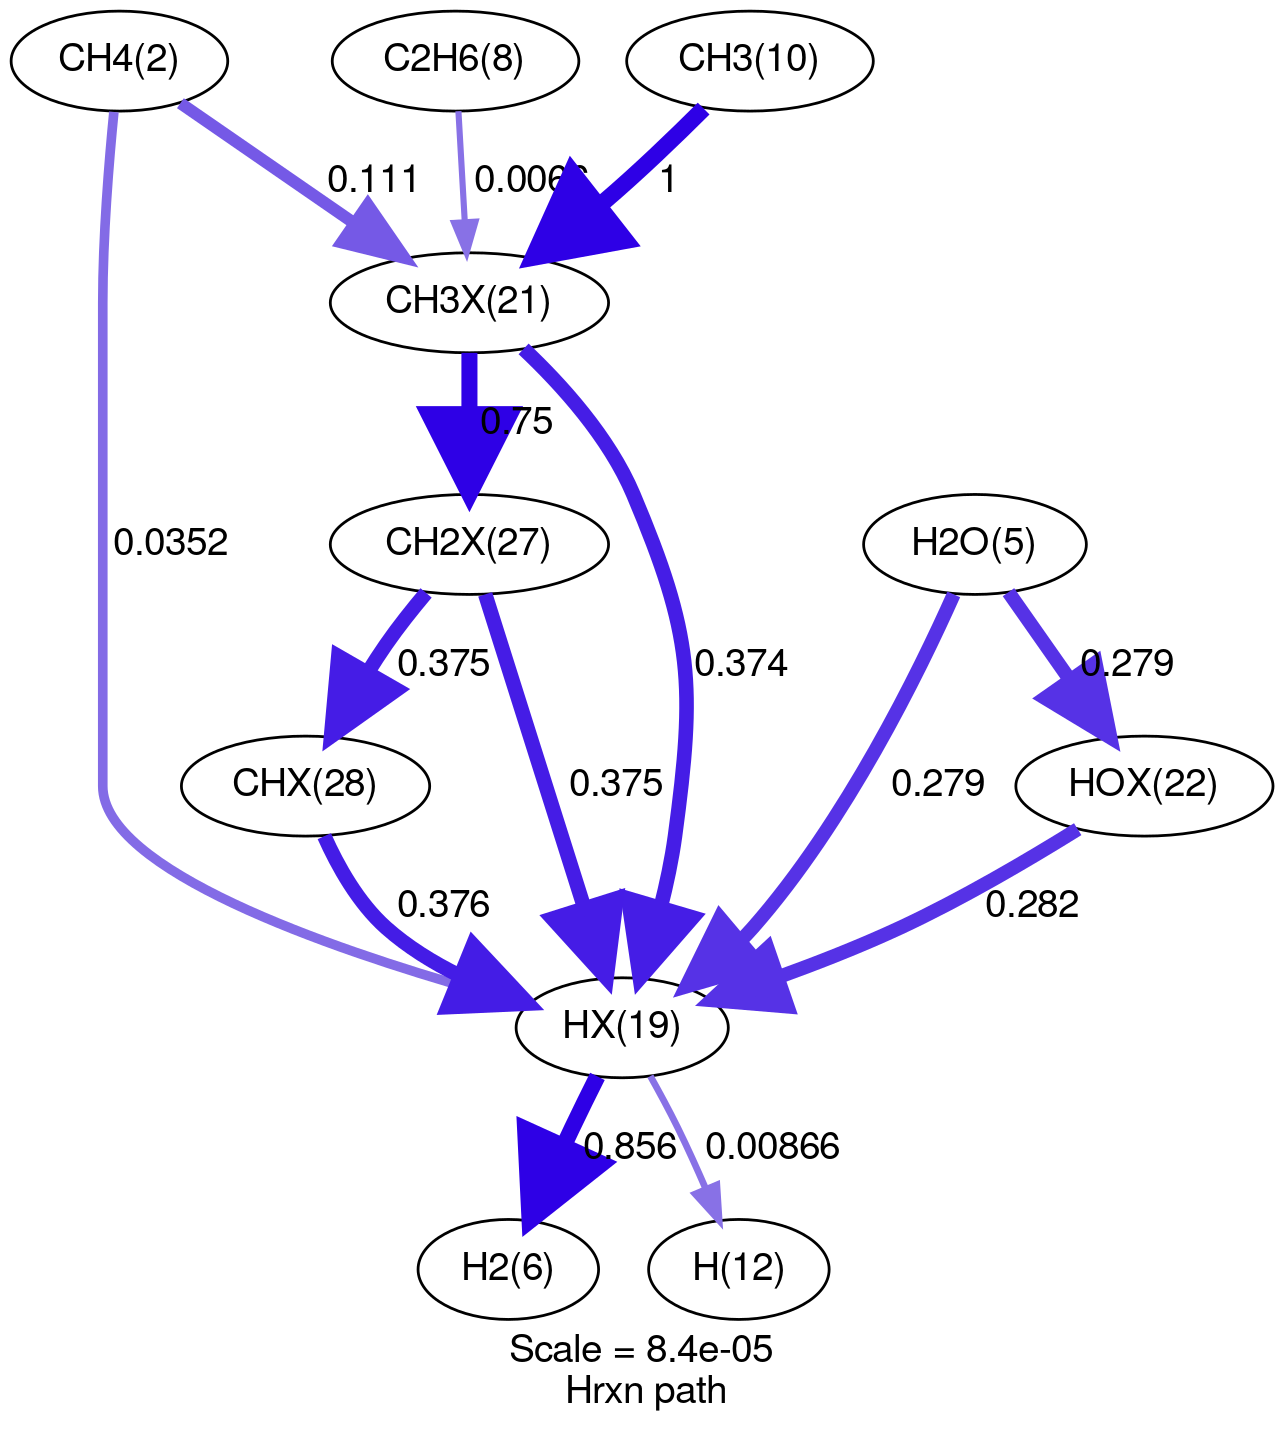 CH4(2)
C2H6(8)
CH3(10)
0.111
1
CH3X(21)
0.75
0.0352
CH2X(27)
H2O(5)
0.375
0.374
0.279
0.375
0.279
CHX(28)
HOX(22)
0.376
0.282
HX(19)
0.856
0.00866
H2(6)
H(12)
Scale = 8.4e-05
Hrxn path